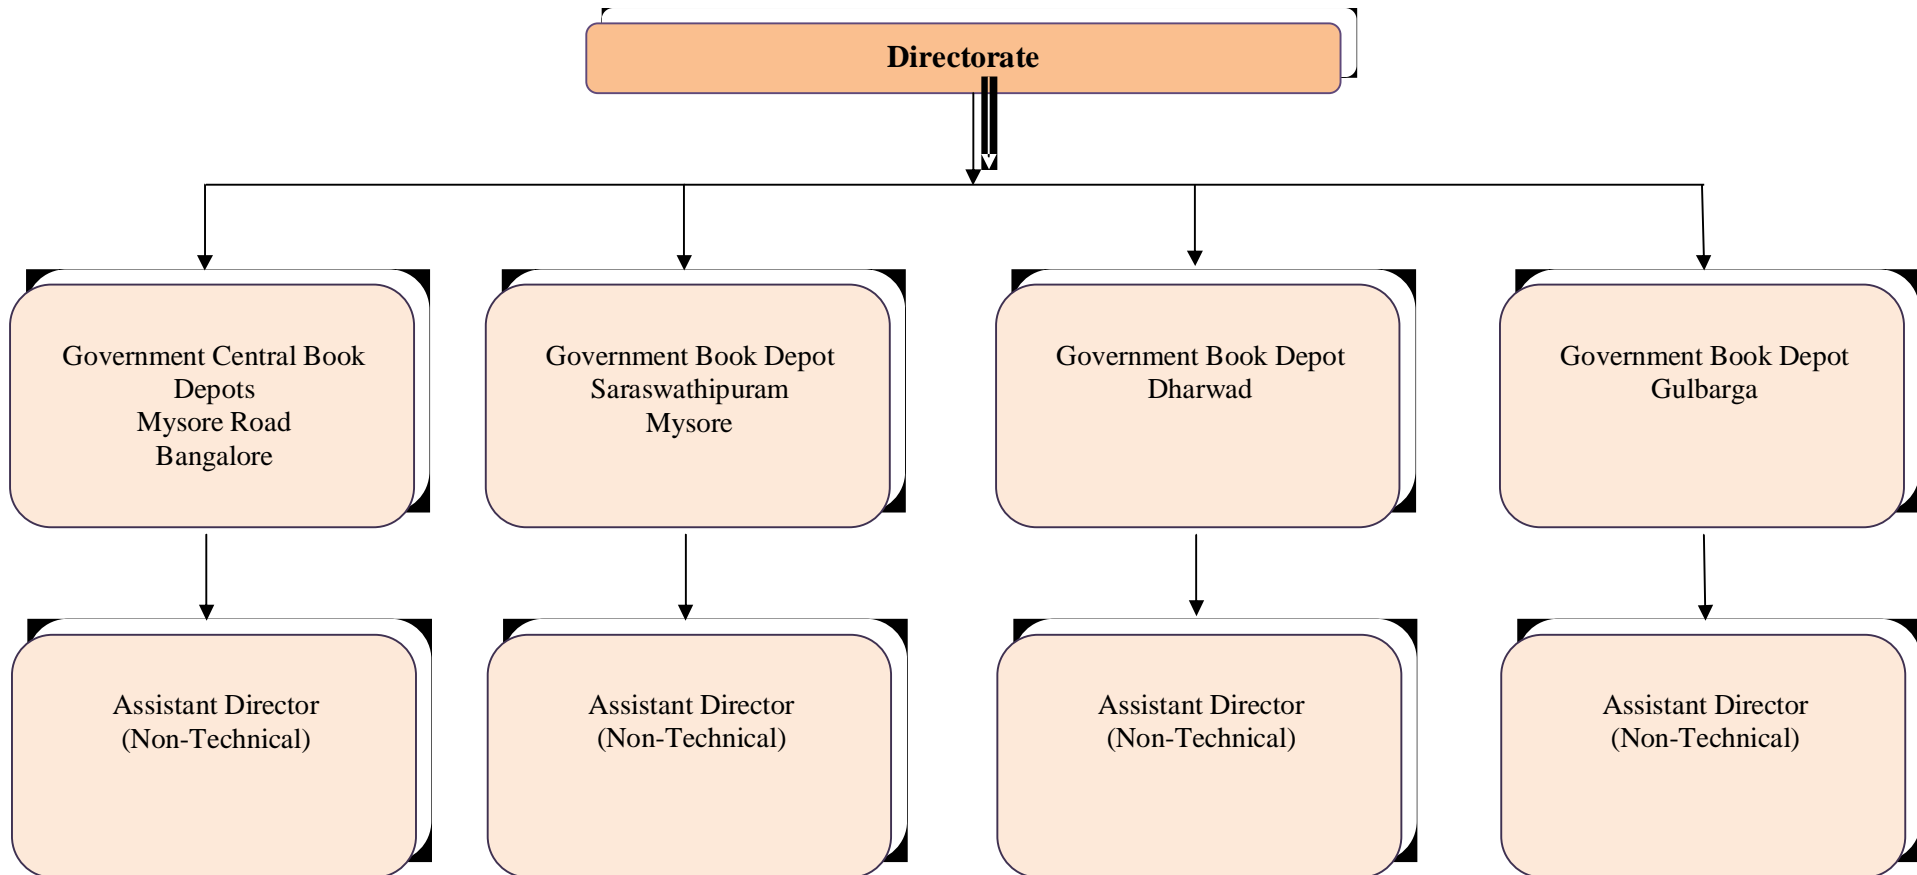 Directorate
Government Central Book
Depots
Mysore Road
Bangalore
Government Book Depot
Saraswathipuram
Mysore
Government Book Depot
Dharwad
Government Book Depot
Gulbarga
Assistant Director
(Non-Technical)
Assistant Director
(Non-Technical)
Assistant Director
(Non-Technical)
Assistant Director
(Non-Technical)